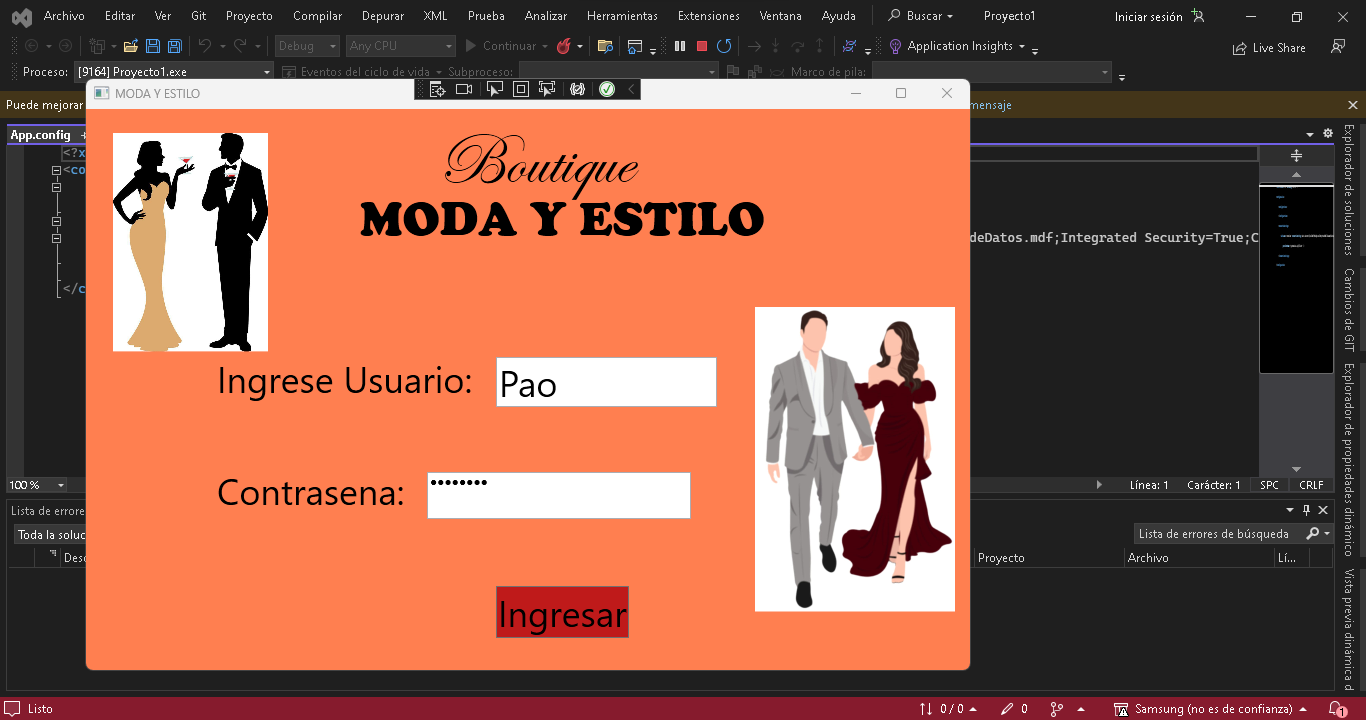 Archivo Editar Ver Git Proyecto Compilar Depurar XML Prueba Analizar Herramientas Extensiones Ventana Ayuda Buscar Proyecto1 Iniciar sesión
Debug Any CPU Continuar Application Insights Live Share
Proceso: [9164] Proyecto1.exe Eventos del ciclo de vida Subproceso: Marco de pila:
MODA Y ESTILO
Puede mejorar mensaje
App.config
<?x
<co
deDatos.mdf;Integrated Security=True;C
</c
Boutique
MODA Y ESTILO
Ingrese Usuario: Pao
Contrasena: ••••••••
Ingresar
100 % Línea: 1 Carácter: 1 SPC CRLF
Lista de errore
Toda la soluc Lista de errores de búsqueda
Desc Proyecto Archivo Lí...
Explorador de soluciones
Cambios de GIT
Explorador de propiedades dinámico
Vista previa dinámica d
Listo 0 / 0 0 Samsung (no es de confianza) 1